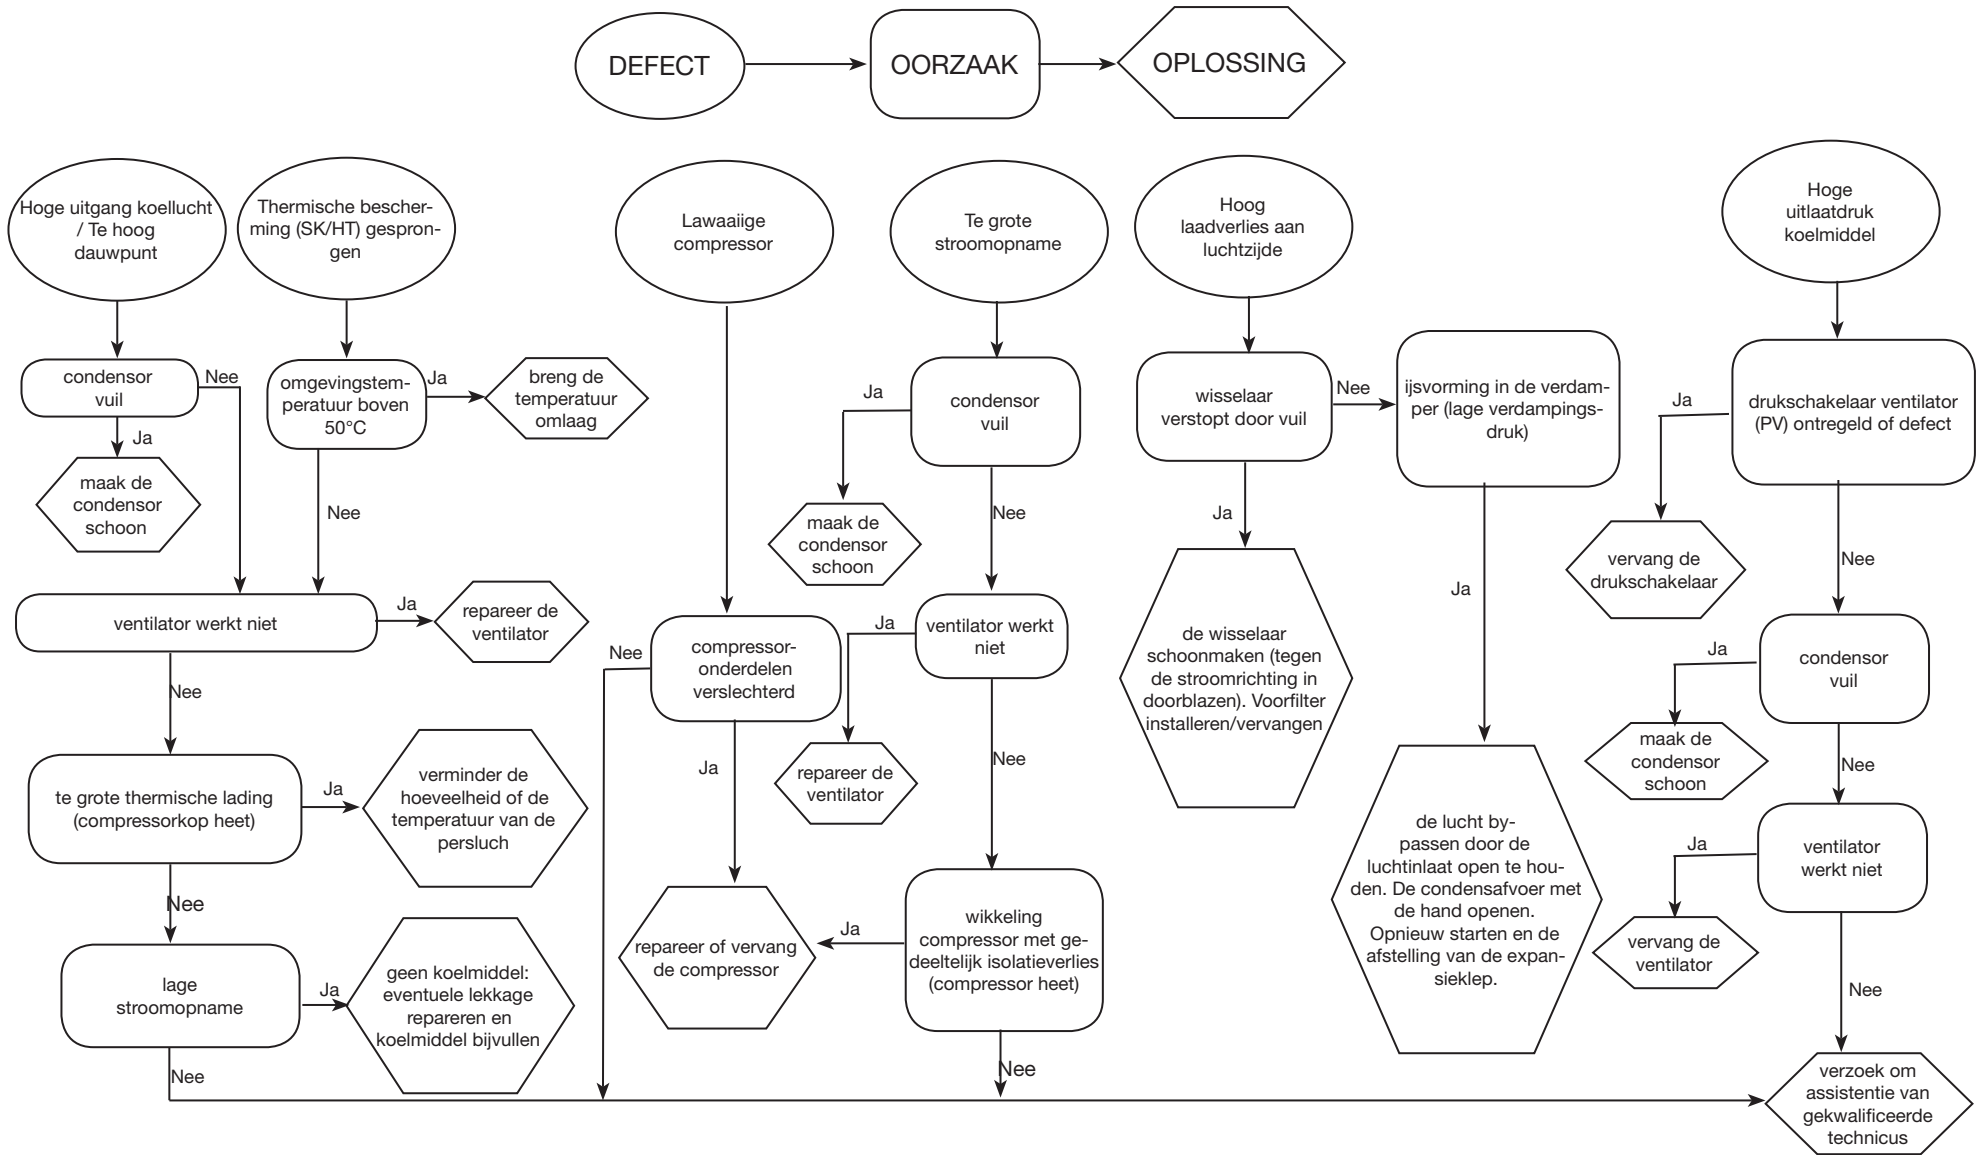 DEFECT
OORZAAK
OPLOSSING
Hoge uitgang koellucht
/ Te hoog
dauwpunt
Thermische bescher-
ming (SK/HT) gespron-
gen
Lawaaiige
compressor
Te grote
stroomopname
Hoog
laadverlies aan
luchtzijde
Hoge
uitlaatdruk
koelmiddel
condensor
vuil
Nee
Ja
maak de
condensor
schoon
omgevingstem-
peratuur boven
50°C
Ja
breng de
temperatuur
omlaag
Nee
ventilator werkt niet
Ja
repareer de
ventilator
Nee
te grote thermische lading
(compressorkop heet)
Ja
verminder de
hoeveelheid of de
temperatuur van de
persluch
Nee
lage
stroomopname
Ja
geen koelmiddel:
eventuele lekkage
repareren en
koelmiddel bijvullen
Nee
compressor-
onderdelen
verslechterd
Nee
Ja
repareer of vervang
de compressor
condensor
vuil
Ja
maak de
condensor
schoon
Nee
ventilator werkt
niet
Ja
repareer de
ventilator
Nee
wikkeling
compressor met ge-
deeltelijk isolatieverlies
(compressor heet)
Ja
Nee
wisselaar
verstopt door vuil
Nee
Ja
de wisselaar
schoonmaken (tegen
de stroomrichting in
doorblazen). Voorfilter
installeren/vervangen
ijsvorming in de verdam-
per (lage verdampings-
druk)
Ja
de lucht by-
passen door de
luchtinlaat open te hou-
den. De condensafvoer met
de hand openen.
Opnieuw starten en de
afstelling van de expan-
sieklep.
drukschakelaar ventilator
(PV) ontregeld of defect
Ja
vervang de
drukschakelaar
Nee
condensor
vuil
Ja
maak de
condensor
schoon
Nee
ventilator
werkt niet
Ja
vervang de
ventilator
Nee
verzoek om
assistentie van
gekwalificeerde
technicus